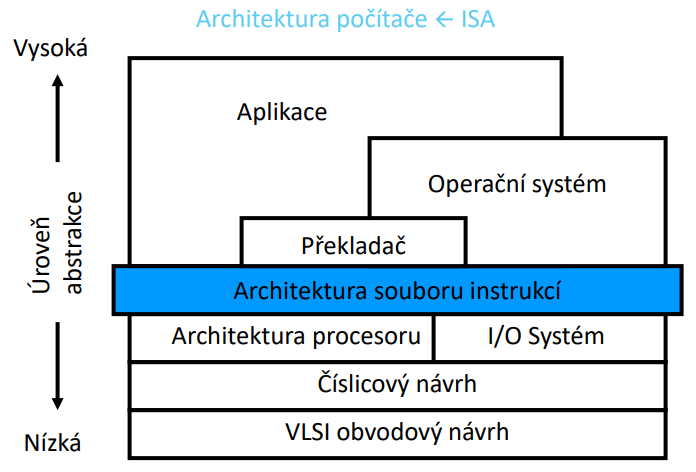 Architektura počítače ← ISA
Vysoká
Aplikace
Operační systém
Úroveň
abstrakce
Překladač
Architektura souboru instrukcí
Architektura procesoru
I/O Systém
Číslicový návrh
Nízká
VLSI obvodový návrh